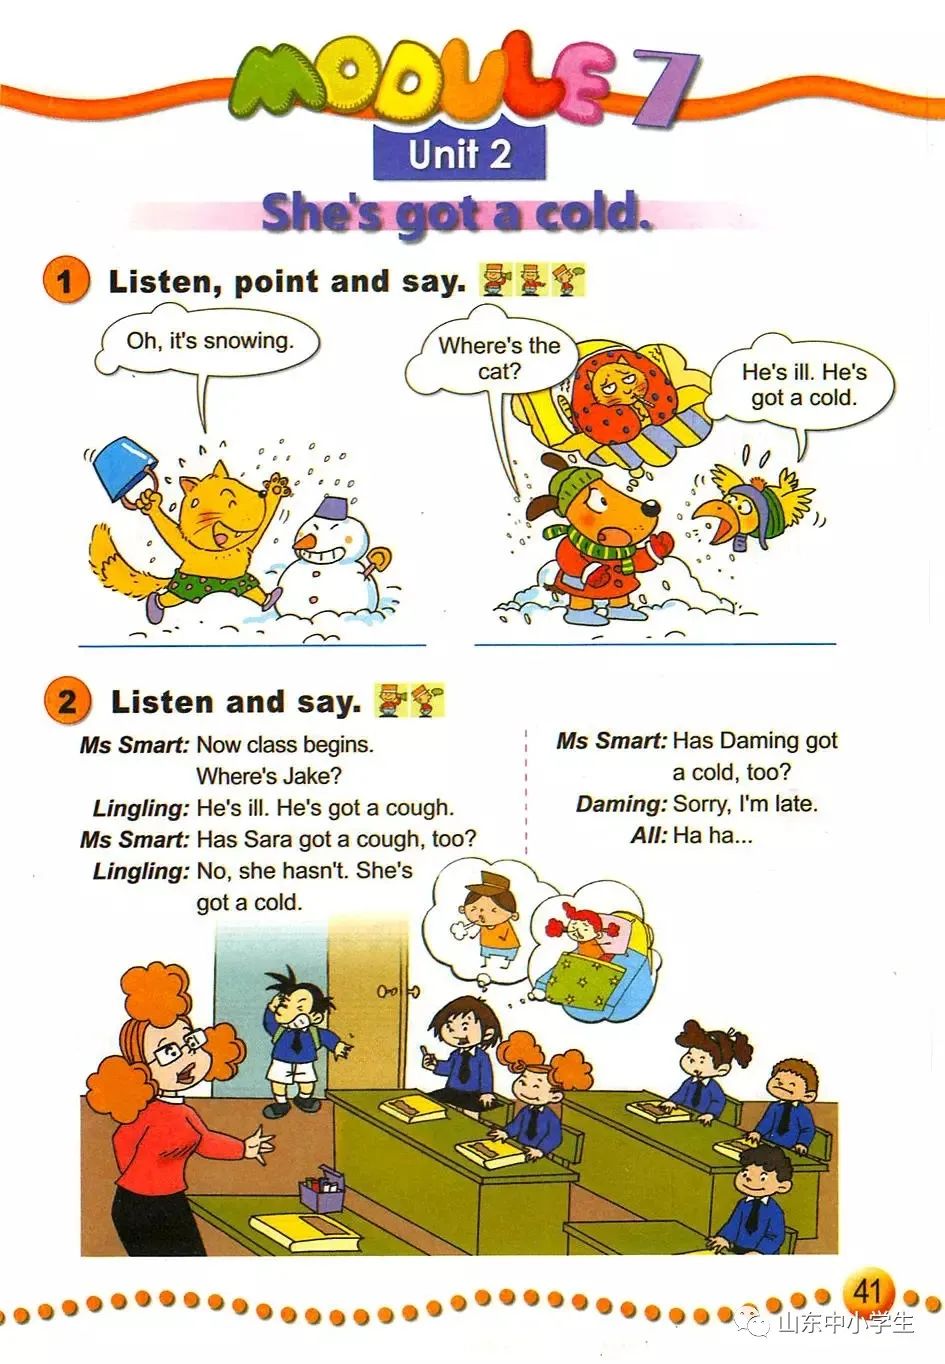 MODULE 7
Unit 2
She's got a cold.
1 Listen, point and say.
Oh, it's snowing.
Where's the
cat?
He's ill. He's
got a cold.
2 Listen and say.
Ms Smart: Now class begins.
Where's Jake?
Lingling: He's ill. He's got a cough.
Ms Smart: Has Sara got a cough, too?
Lingling: No, she hasn't. She's
got a cold.
Ms Smart: Has Daming got
a cold, too?
Daming: Sorry, I'm late.
All: Ha ha...
41
山东中小学生